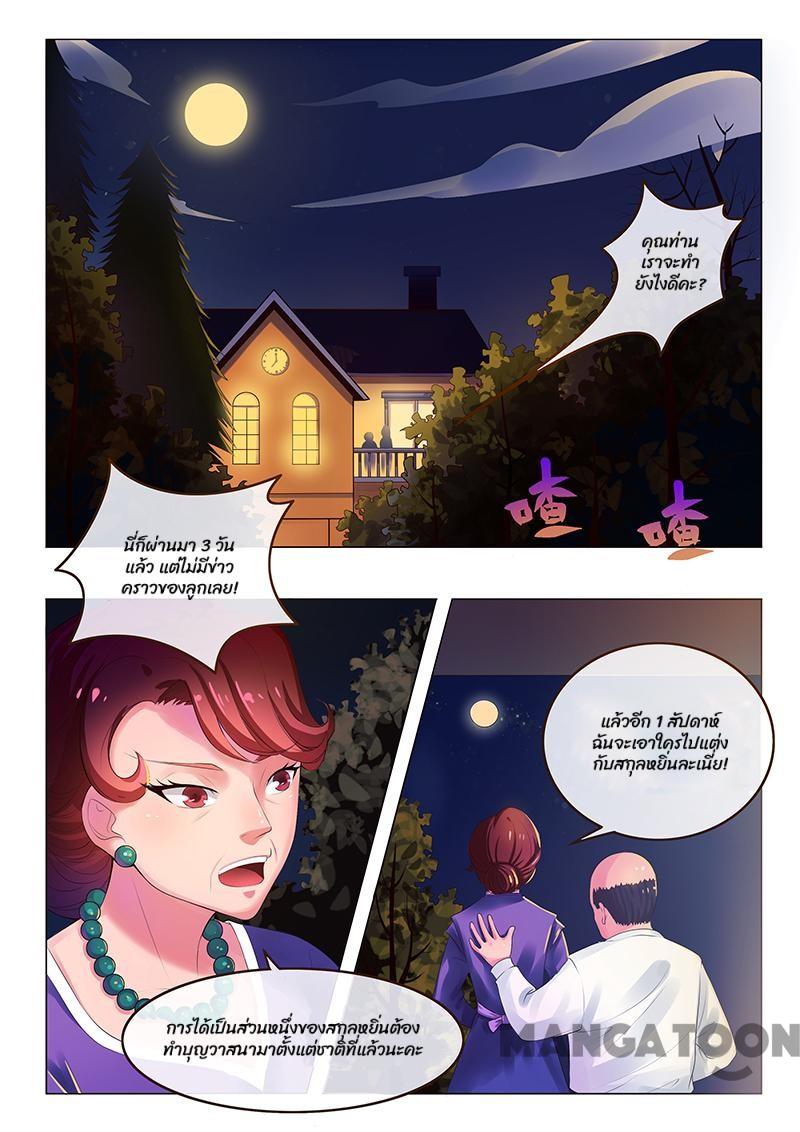 คุณท่าน
เราจะทำ
ยังไงดีคะ?
喳
喳
นี่ก็ผ่านมา 3 วัน
แล้ว แต่ไม่มีข่าว
คราวของลูกเลย!
แล้วอีก 1 สัปดาห์
ฉันจะเอาใครไปแต่ง
กับสกุลหยิ่นละเนี่ย!
การได้เป็นส่วนหนึ่งของสกุลหยิ่นต้อง
ทำบุญวาสนามาตั้งแต่ชาติที่แล้วนะคะ
MANGATOON